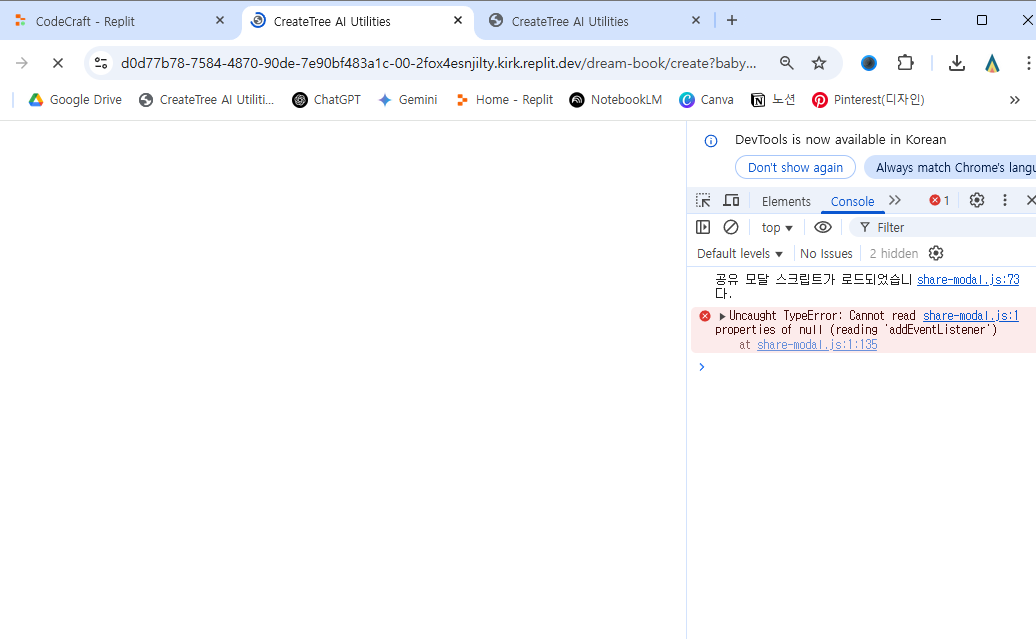 CodeCraft - Replit
CreateTree AI Utilities
CreateTree AI Utilities
d0d77b78-7584-4870-90de-7e90bf483a1c-00-2fox4esnjilty.kirk.replit.dev/dream-book/create?baby...
Google Drive
CreateTree AI Utiliti...
ChatGPT
Gemini
Home - Replit
NotebookLM
Canva
노션
Pinterest(디자인)
DevTools is now available in Korean
Don't show again
Always match Chrome's langu
Elements
Console
1
top
Filter
Default levels
No Issues
2 hidden
공유 모달 스크립트가 로드되었습니 share-modal.js:73
다.
Uncaught TypeError: Cannot read share-modal.js:1
properties of null (reading 'addEventListener')
at share-modal.js:1:135